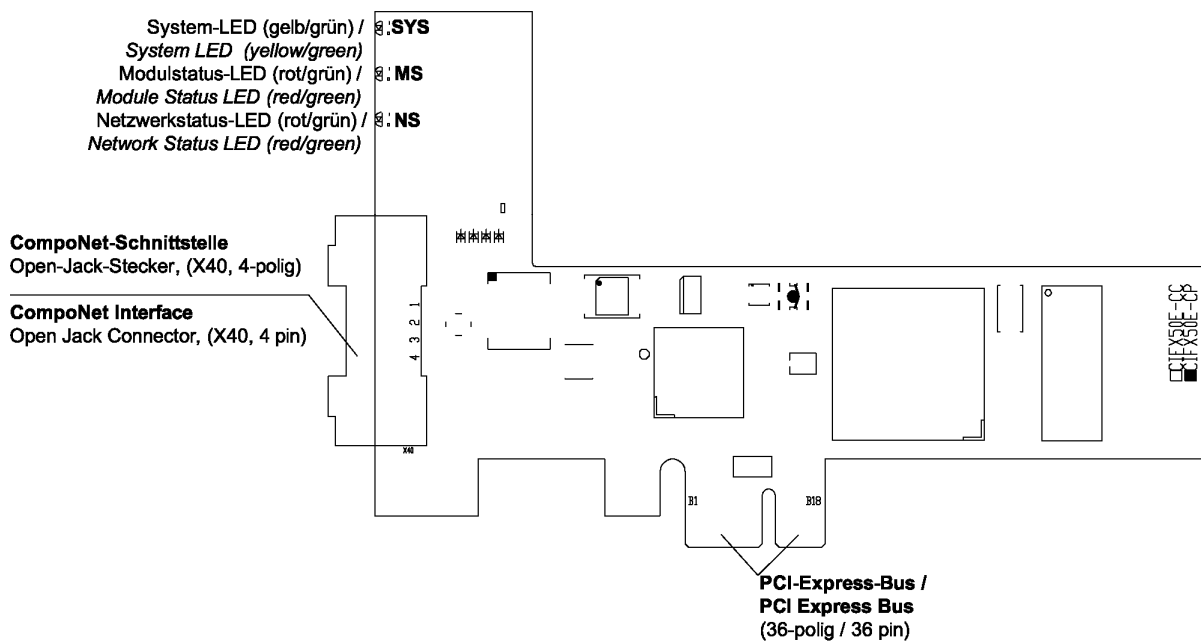 System-LED (gelb/grün) / SYS
System LED (yellow/green)
Modulstatus-LED (rot/grün) / MS
Module Status LED (red/green)
Netzwerkstatus-LED (rot/grün) / NS
Network Status LED (red/green)
CompoNet-Schnittstelle
Open-Jack-Stecker, (X40, 4-polig)
CompoNet Interface
Open Jack Connector, (X40, 4 pin)
1
2
3
4
X40
B1
B18
CIFX50E-CC
CIFX50E-CP
PCI-Express-Bus /
PCI Express Bus
(36-polig / 36 pin)